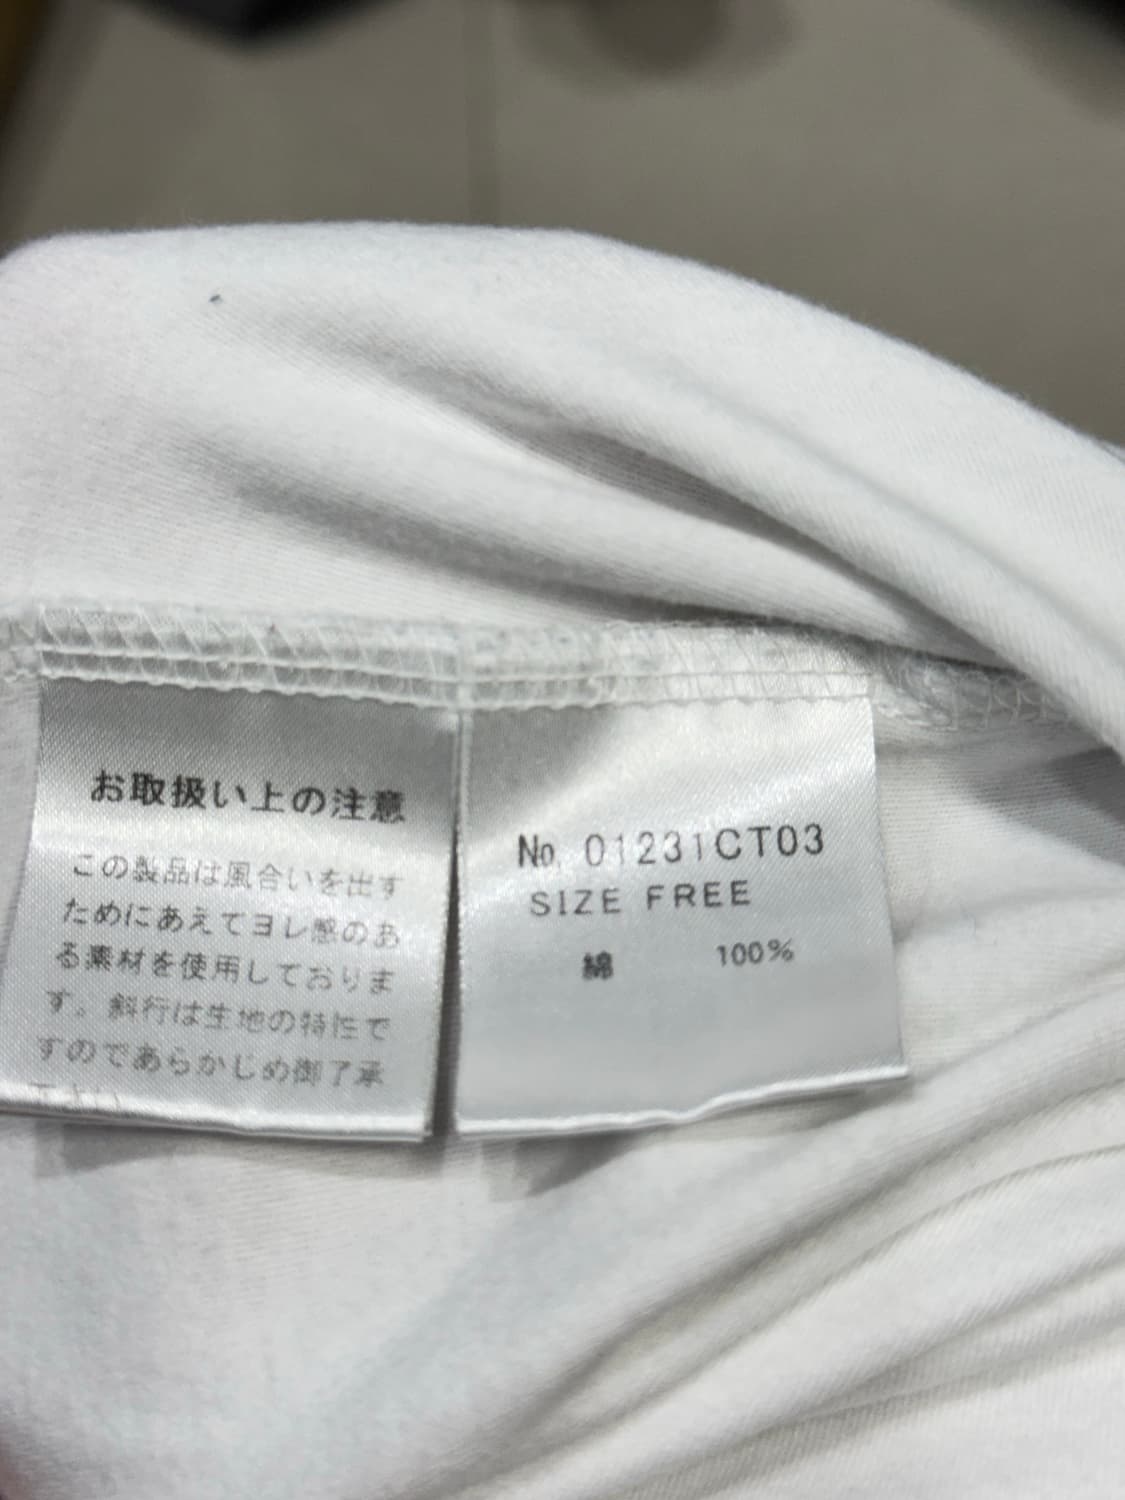 お取扱い上の注意
この製品は風合いを出す
ためにあえてヨレ感のあ
る素材を使用しておりま
す。斜行は生地の特性で
すのであらかじめ御了承
下さい
No. 01231CT03
SIZE FREE
綿 100%